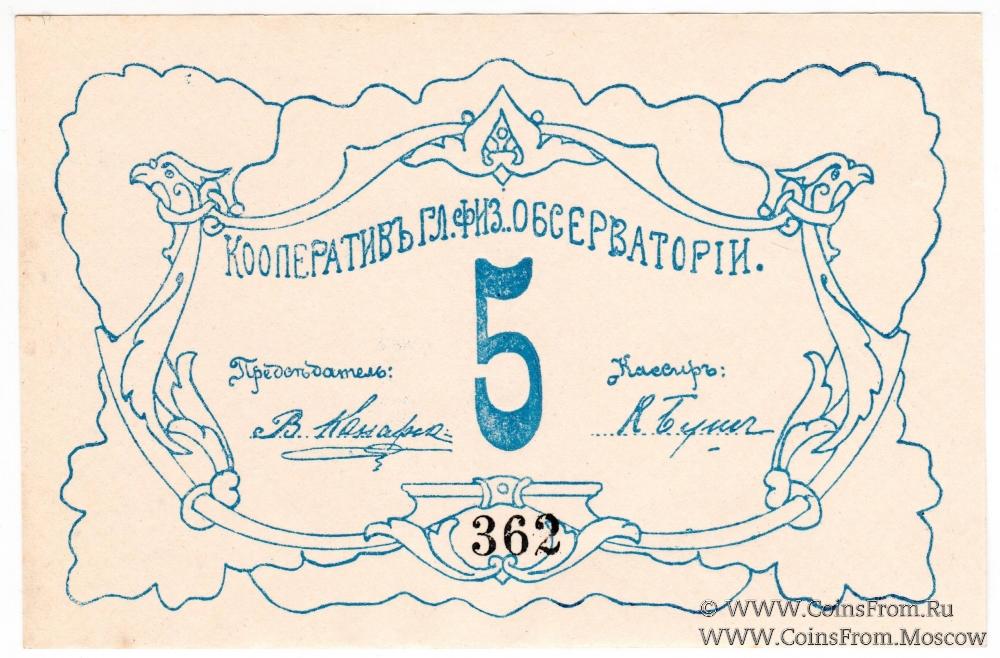 КООПЕРАТИВЪ ГЛ. ФИЗ. ОБСЕРВАТОРІИ.
5
Предсѣдатель:
Кассиръ:
В.
К
362
© WWW.CoinsFrom.Ru
WWW.CoinsFrom.Moscow